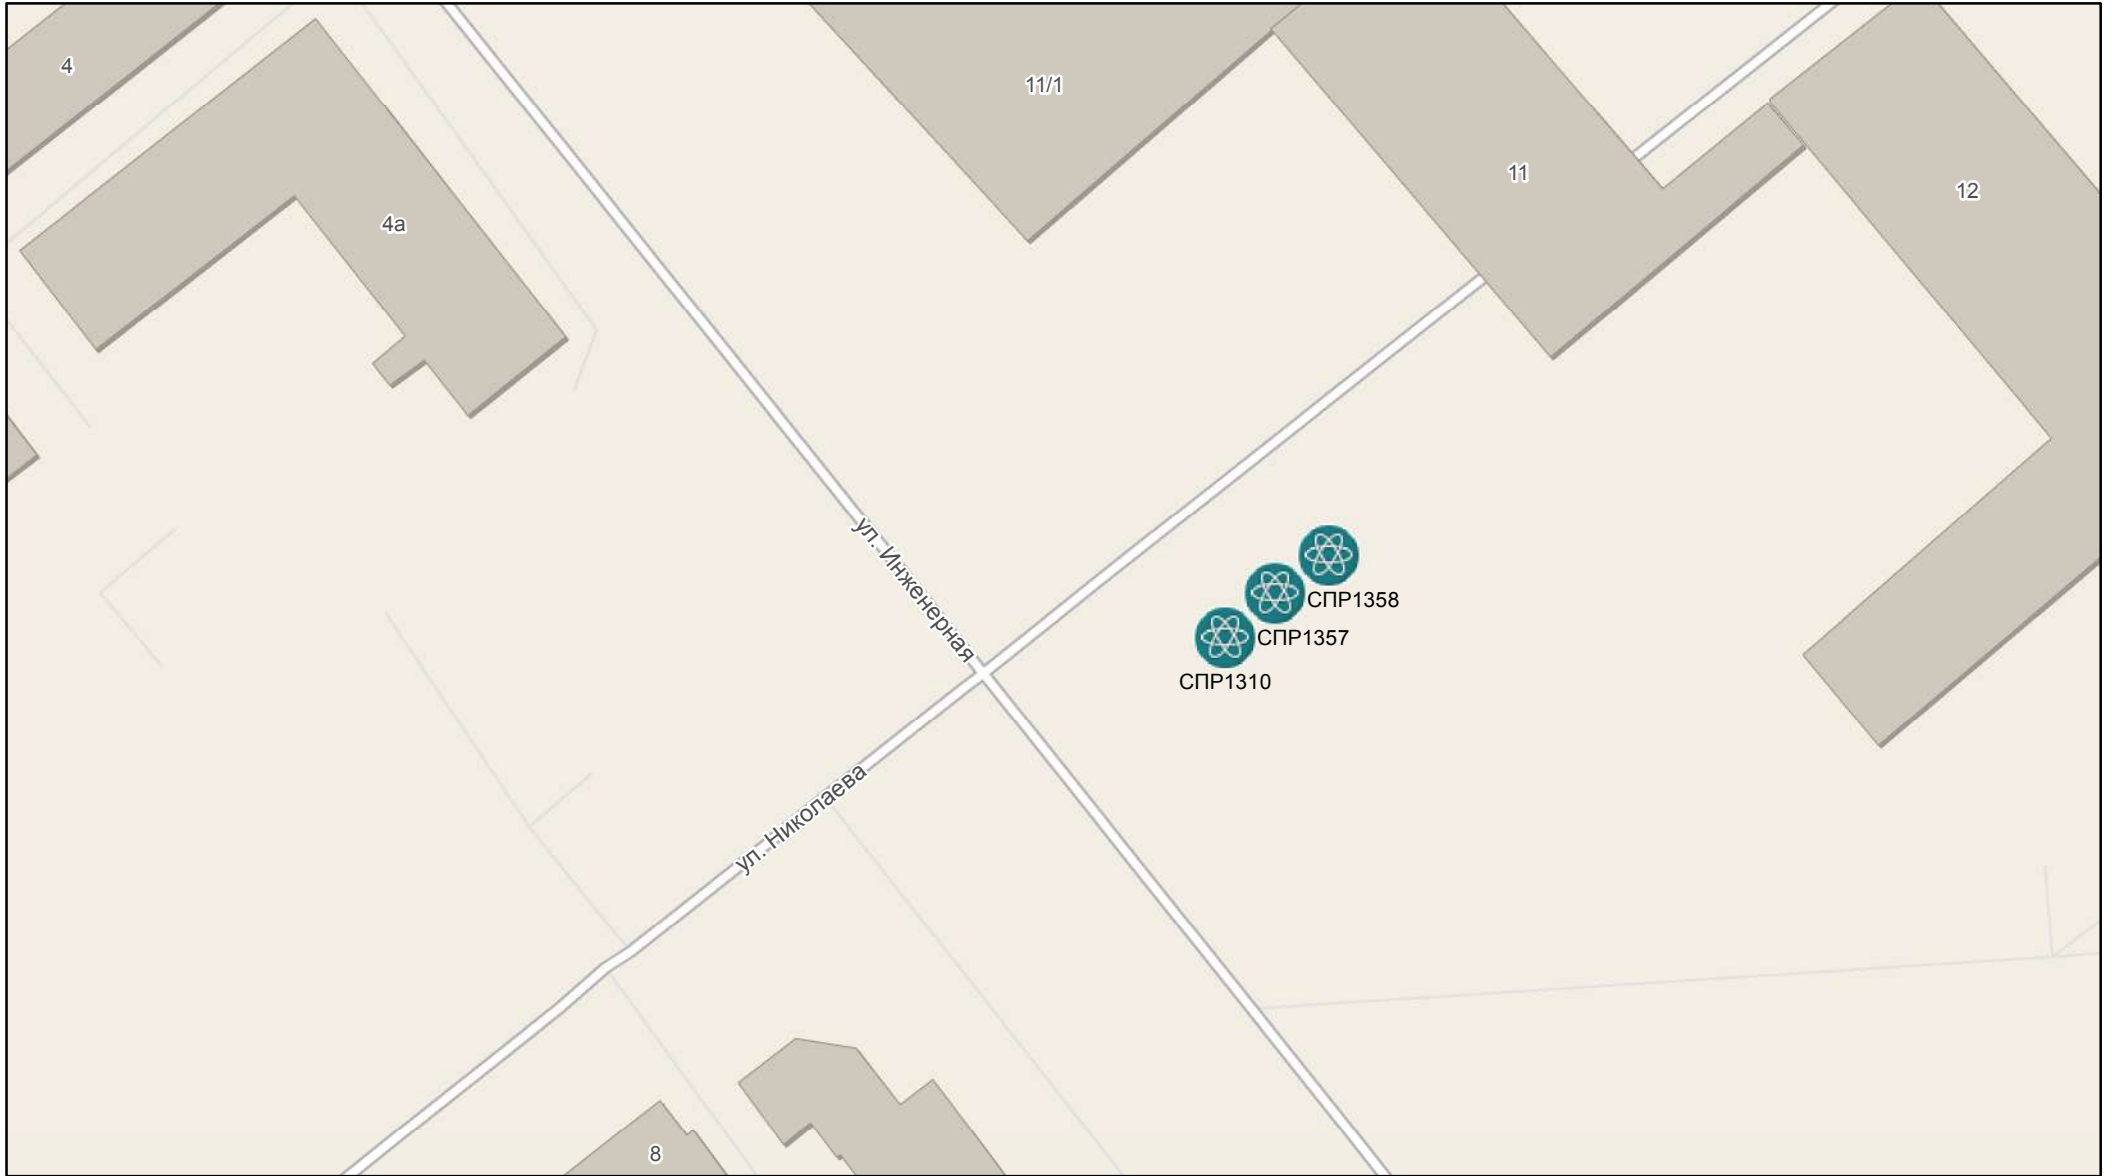 4
11/1
11
12
4а
ул. Инженерная
СПР1358
СПР1357
СПР1310
ул. Николаева
8